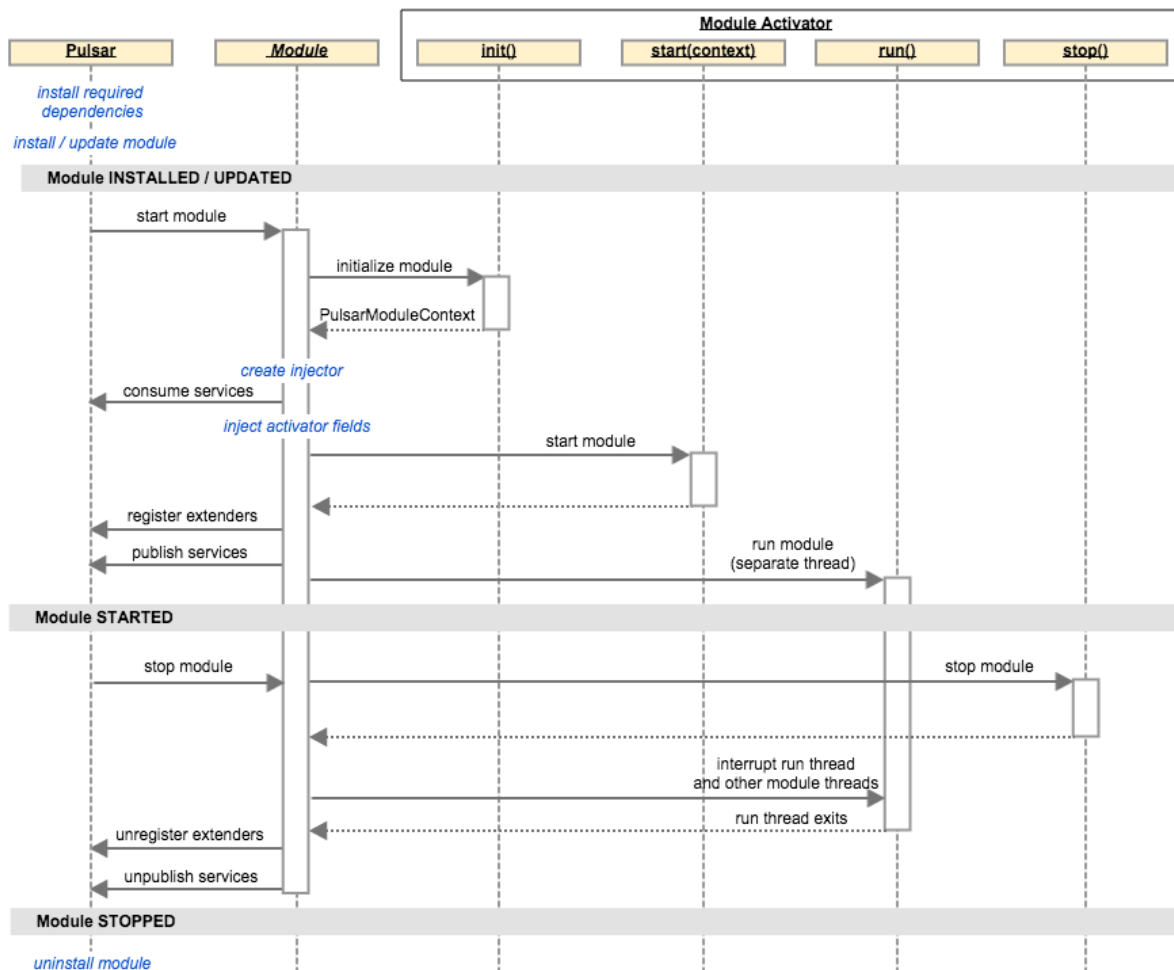 Module Activator
Pulsar
Module
init()
start(context)
run()
stop()
install required
dependencies
install / update module
Module INSTALLED / UPDATED
start module
initialize module
PulsarModuleContext
create injector
consume services
inject activator fields
start module
register extenders
publish services
run module
(separate thread)
Module STARTED
stop module
stop module
interrupt run thread
and other module threads
run thread exits
unregister extenders
unpublish services
Module STOPPED
uninstall module